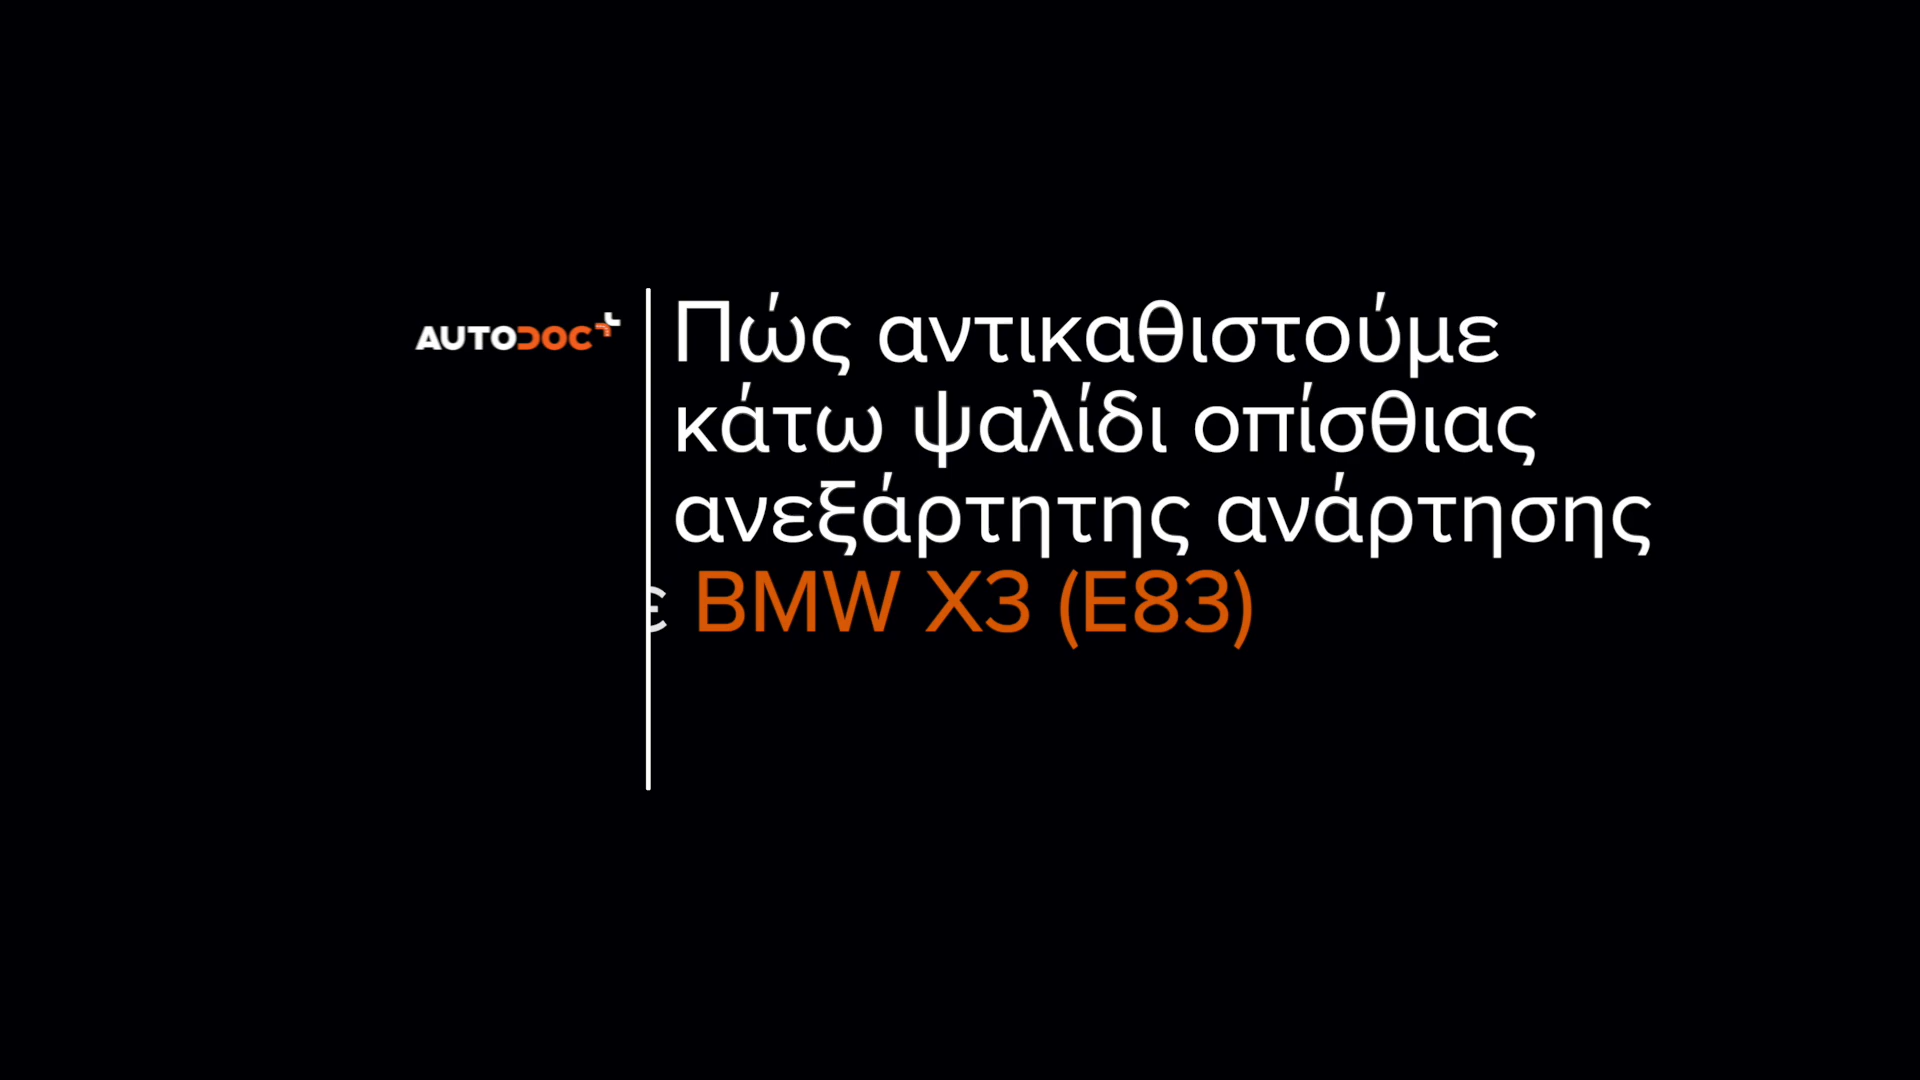 AUTODOC
Πώς αντικαθιστούμε
κάτω ψαλίδι οπίσθιας
ανεξάρτητης ανάρτησης
ε BMW X3 (E83)